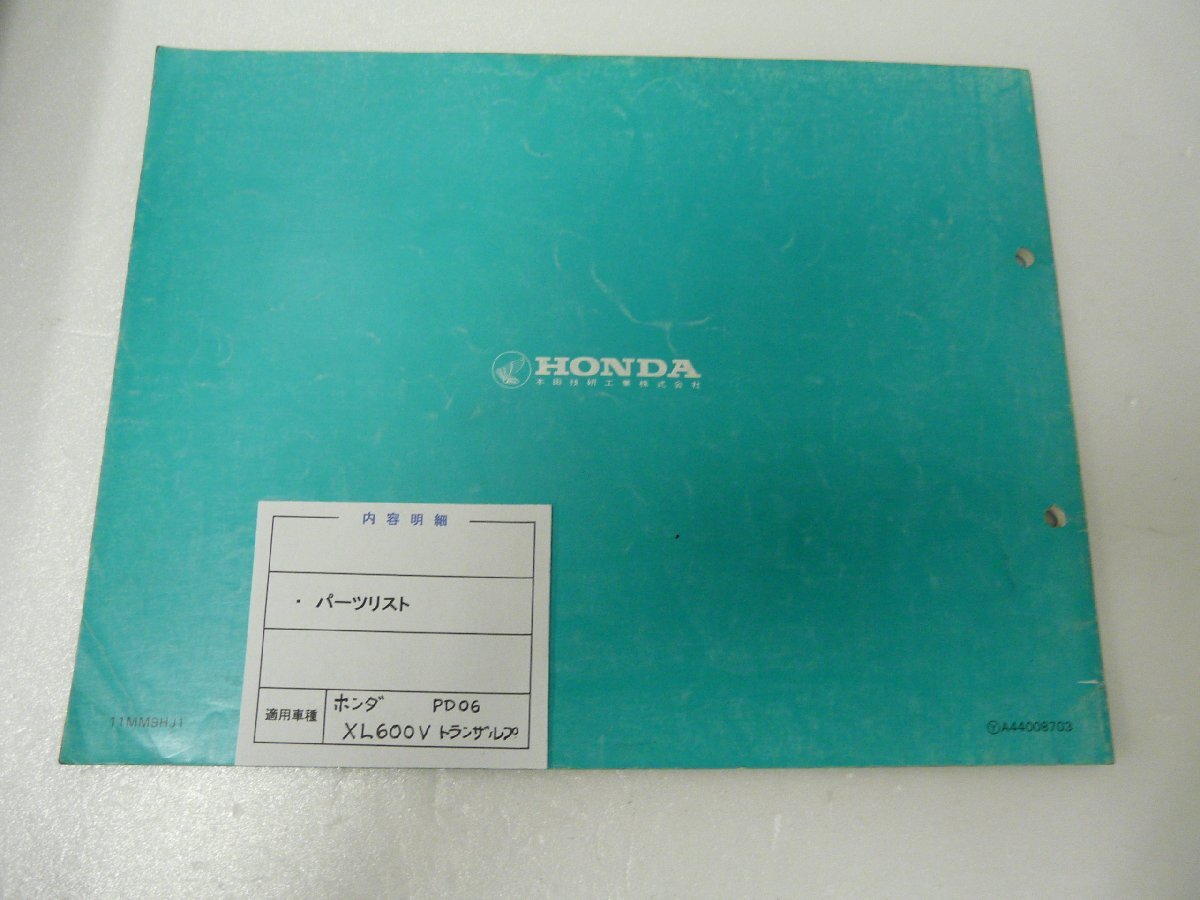 HONDA
本田技研工業株式会社
内容明細
・ パーツリスト
適用車種
ホンダ PD06
XL600V トランザルプ
11MM9HJ1
ⓎA44008703